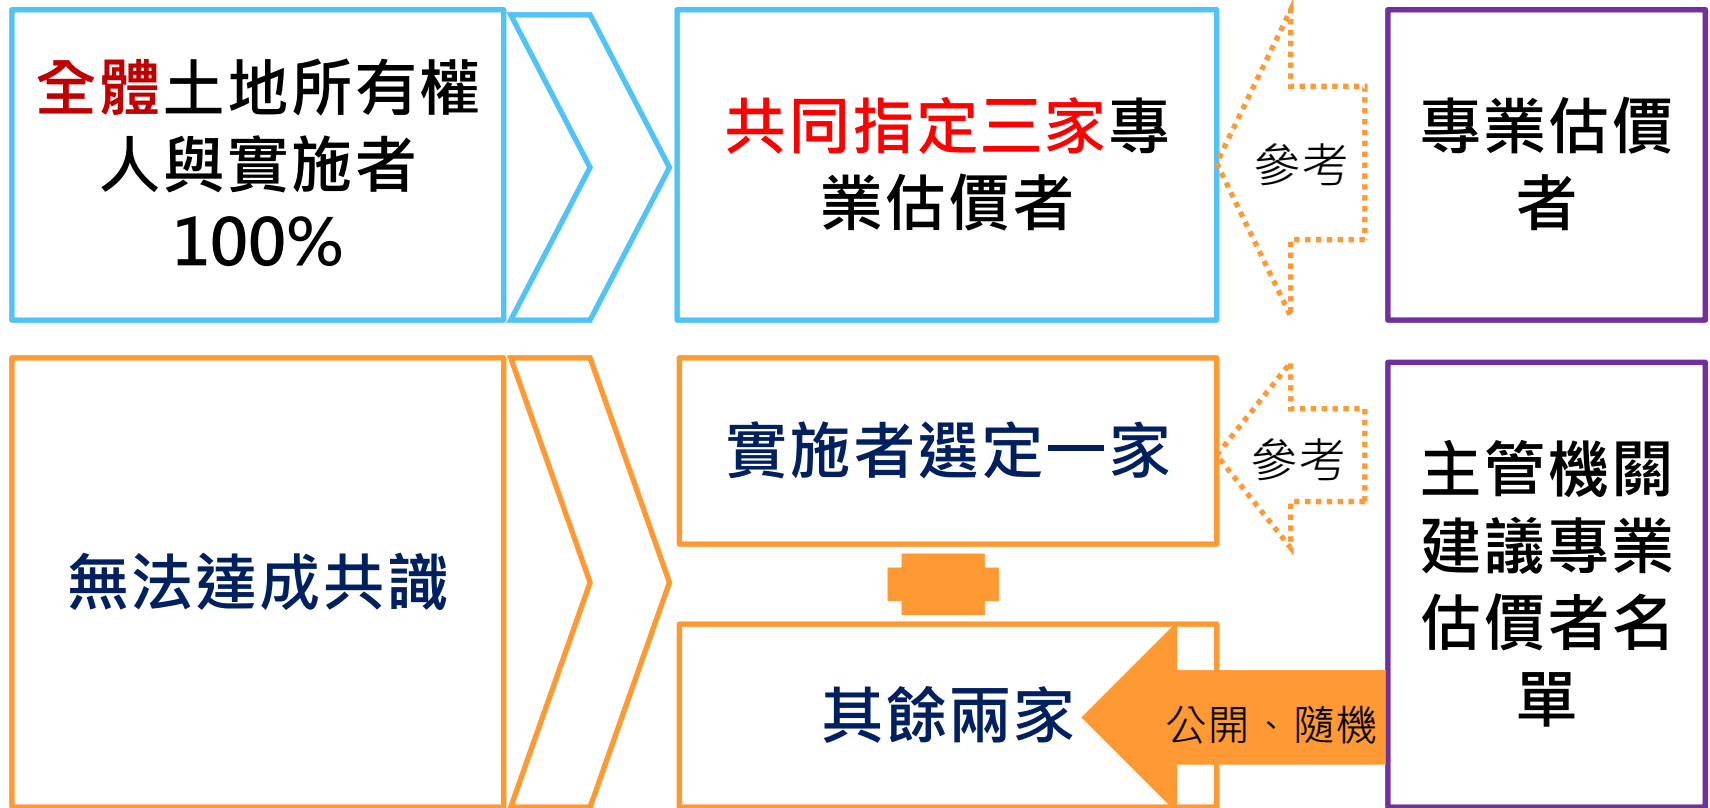 全體土地所有權
人與實施者
100%
共同指定三家專
業估價者
參考
專業估價
者
無法達成共識
實施者選定一家
參考
其餘兩家
公開、隨機
主管機關
建議專業
估價者名
單